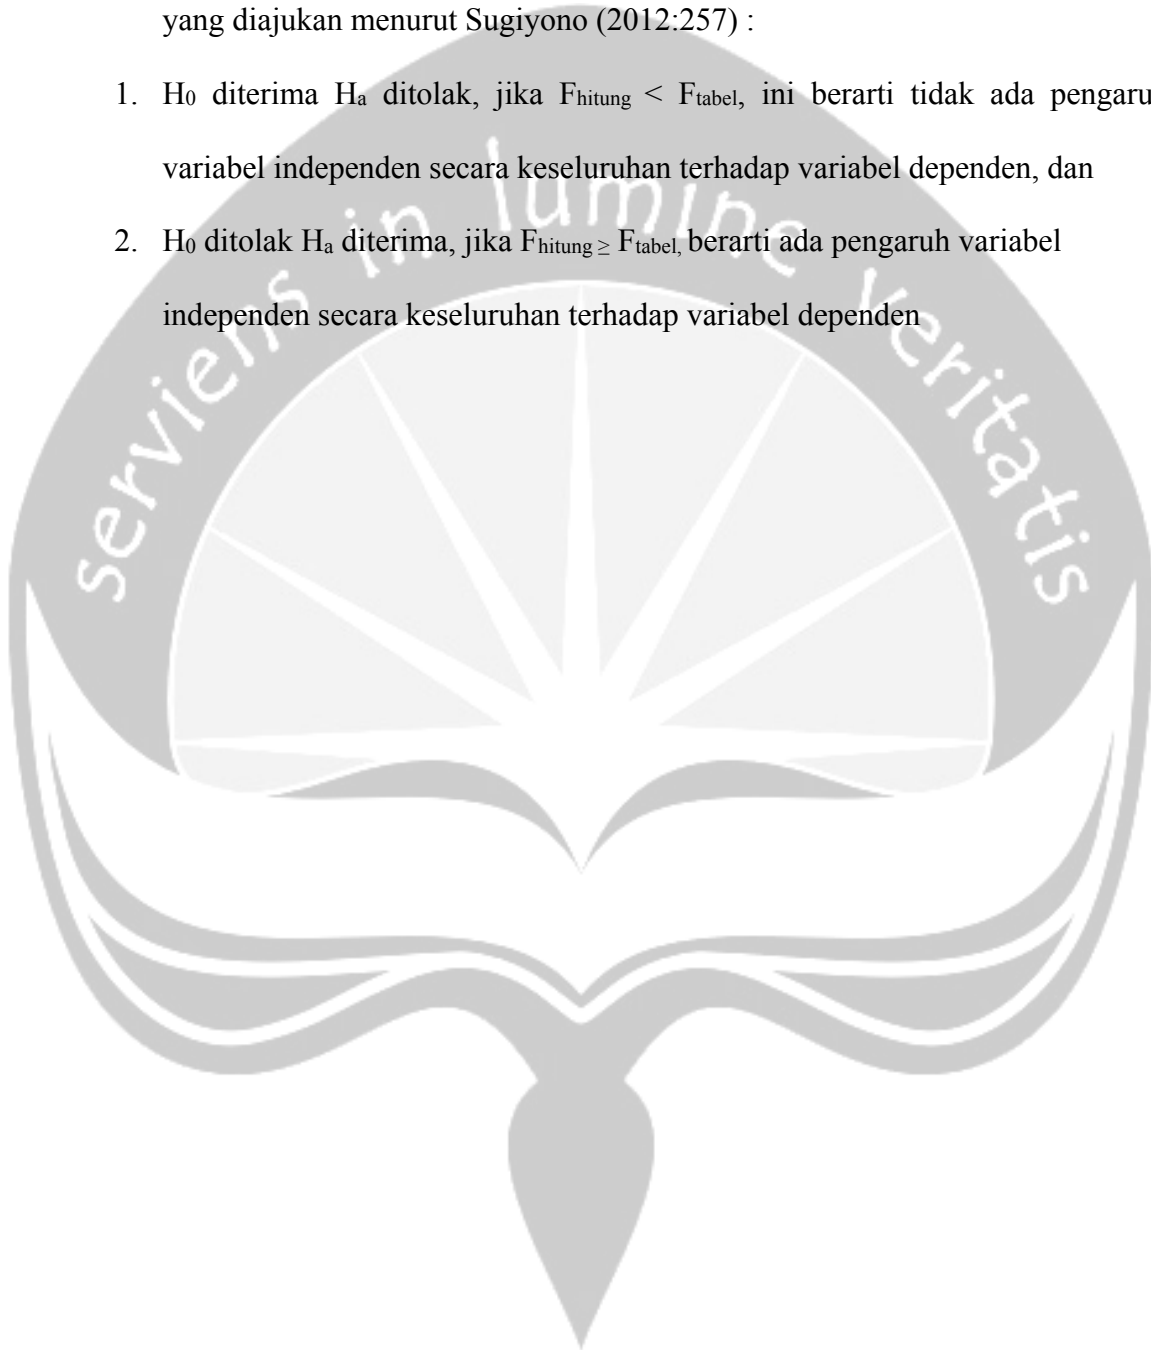 yang diajukan menurut Sugiyono (2012:257) :
1. H0 diterima Ha ditolak, jika Fhitung < Ftabel, ini berarti tidak ada pengaru
variabel independen secara keseluruhan terhadap variabel dependen, dan
2. H0 ditolak Ha diterima, jika Fhitung ≥ Ftabel, berarti ada pengaruh variabel
independen secara keseluruhan terhadap variabel dependen
serviens in lumine veritatis